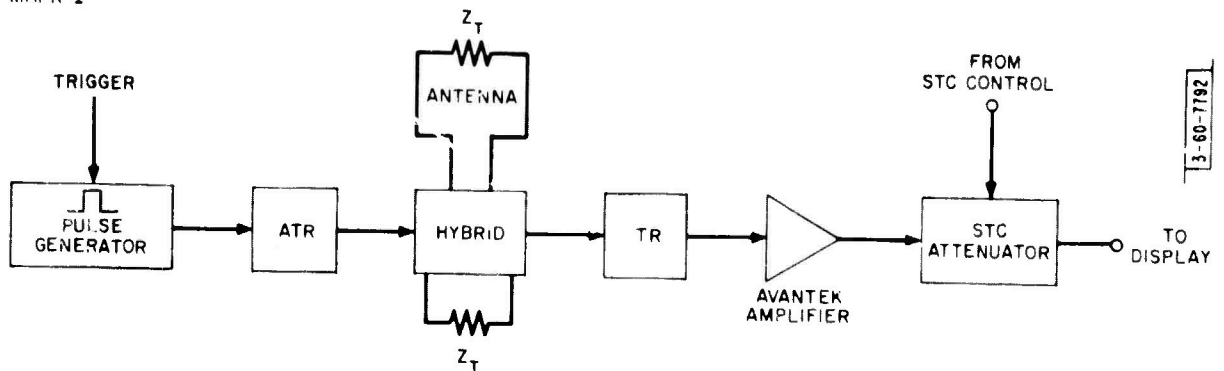 Z_T
ANTENNA
TRIGGER
FROM
STC CONTROL
3-60-7792
PULSE
GENERATOR
ATR
HYBRID
TR
AVANTEK
AMPLIFIER
STC
ATTENUATOR
TO
DISPLAY
Z_T